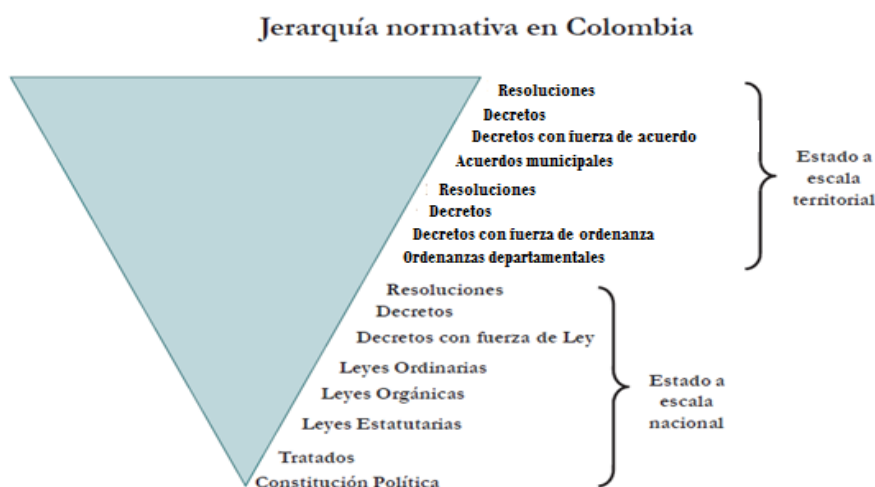 Jerarquía normativa en Colombia
Resoluciones
Decretos
Decretos con fuerza de acuerdo
Acuerdos municipales
Resoluciones
Decretos
Decretos con fuerza de ordenanza
Ordenanzas departamentales
Estado a
escala
territorial
Resoluciones
Decretos
Decretos con fuerza de Ley
Leyes Ordinarias
Leyes Orgánicas
Leyes Estatutarias
Tratados
Constitución Política
Estado a
escala
nacional